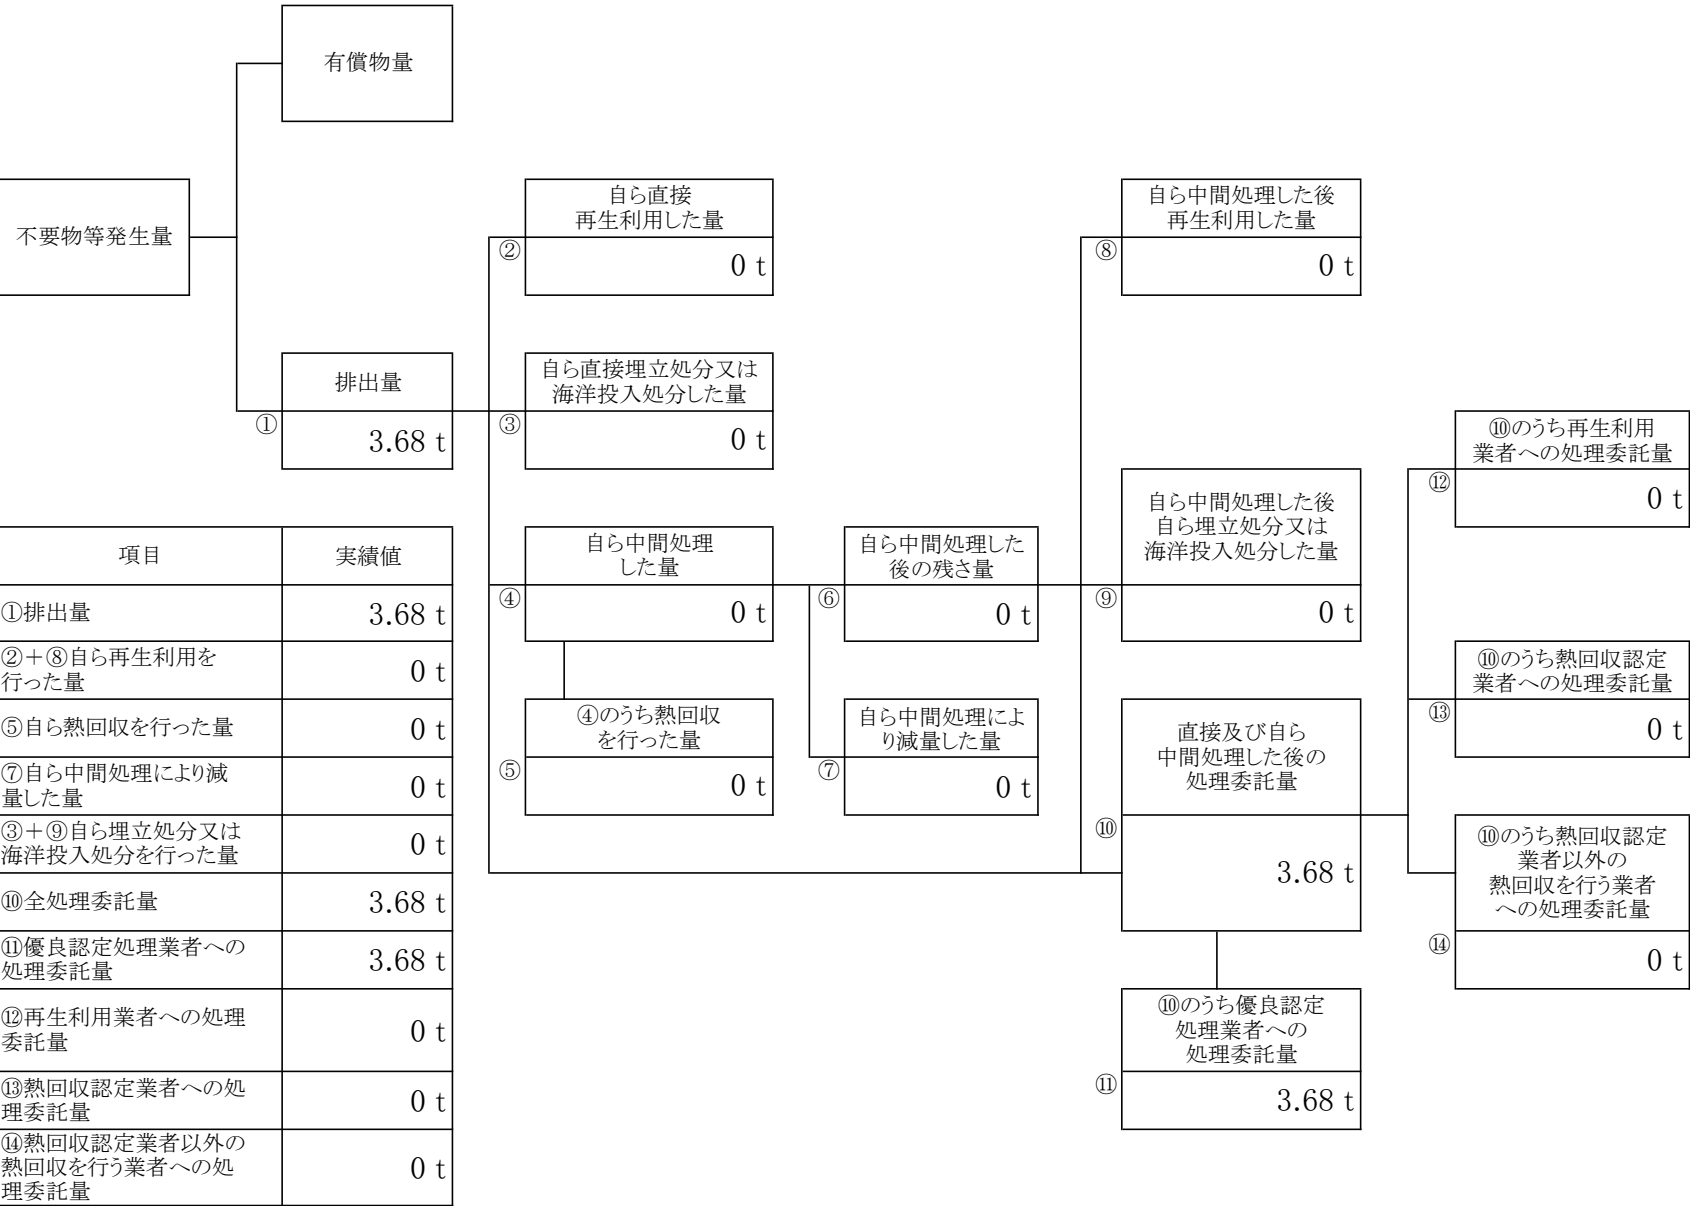 有償物量
不要物等発生量
排出量
①
3.68 t
自ら直接
再生利用した量
②
0 t
自ら直接埋立処分又は
海洋投入処分した量
③
0 t
自ら中間処理
した量
④
0 t
④のうち熱回収
を行った量
⑤
0 t
自ら中間処理した
後の残さ量
⑥
0 t
自ら中間処理によ
り減量した量
⑦
0 t
自ら中間処理した後
再生利用した量
⑧
0 t
自ら中間処理した後
自ら埋立処分又は
海洋投入処分した量
⑨
0 t
直接及び自ら
中間処理した後の
処理委託量
⑩
3.68 t
⑩のうち優良認定
処理業者への
処理委託量
⑪
3.68 t
⑩のうち再生利用
業者への処理委託量
⑫
0 t
⑩のうち熱回収認定
業者への処理委託量
⑬
0 t
⑩のうち熱回収認定
業者以外の
熱回収を行う業者
への処理委託量
⑭
0 t
項目 実績値
①排出量 3.68 t
②＋⑧自ら再生利用を
行った量 0 t
⑤自ら熱回収を行った量 0 t
⑦自ら中間処理により減
量した量 0 t
③＋⑨自ら埋立処分又は
海洋投入処分を行った量 0 t
⑩全処理委託量 3.68 t
⑪優良認定処理業者への
処理委託量 3.68 t
⑫再生利用業者への処理
委託量 0 t
⑬熱回収認定業者への処
理委託量 0 t
⑭熱回収認定業者以外の
熱回収を行う業者への処
理委託量 0 t